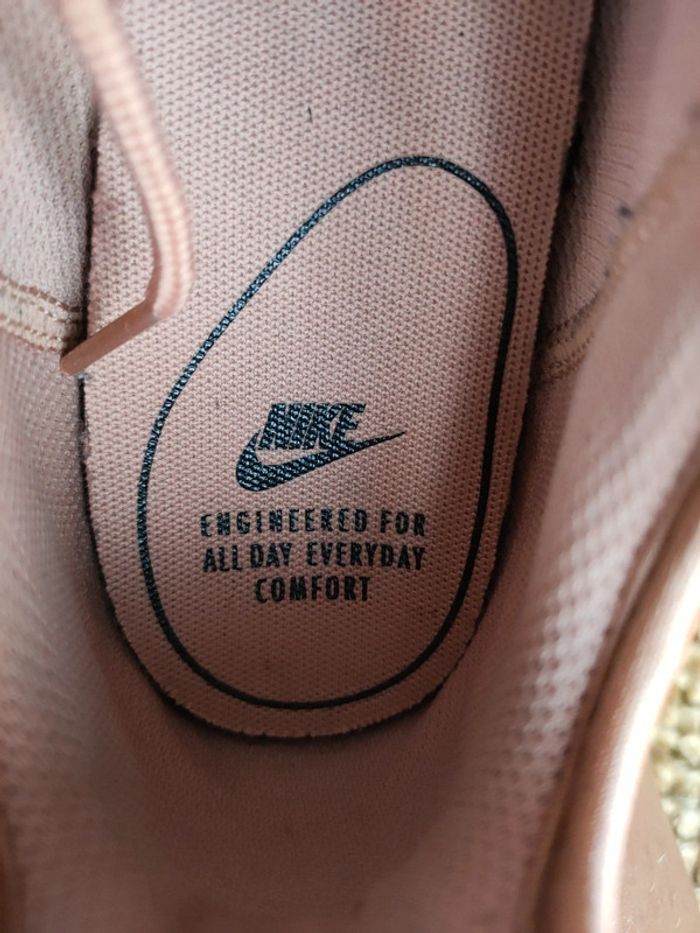 NIKE
ENGINEERED FOR
ALL DAY EVERYDAY
COMFORT